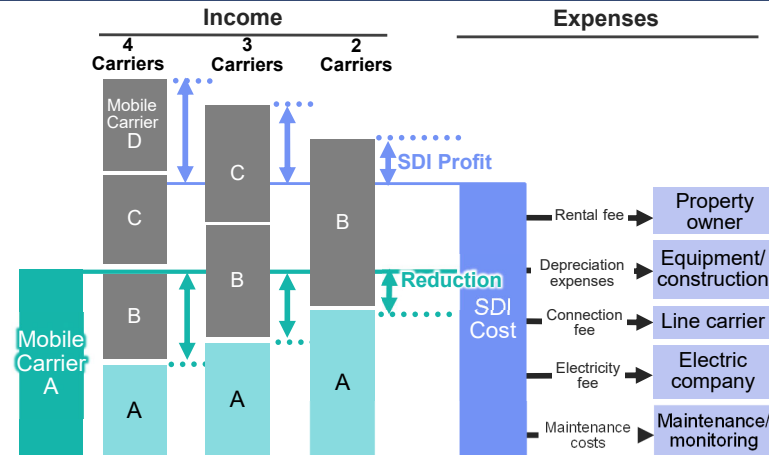 Income
Expenses
4
Carriers
3
Carriers
2
Carriers
Mobile
Carrier
D
C
B
A
C
B
A
B
A
SDI Profit
Reduction
Mobile
Carrier
A
SDI
Cost
Rental fee
Property
owner
Depreciation
expenses
Equipment/
construction
Connection
fee
Line carrier
Electricity
fee
Electric
company
Maintenance
costs
Maintenance/
monitoring